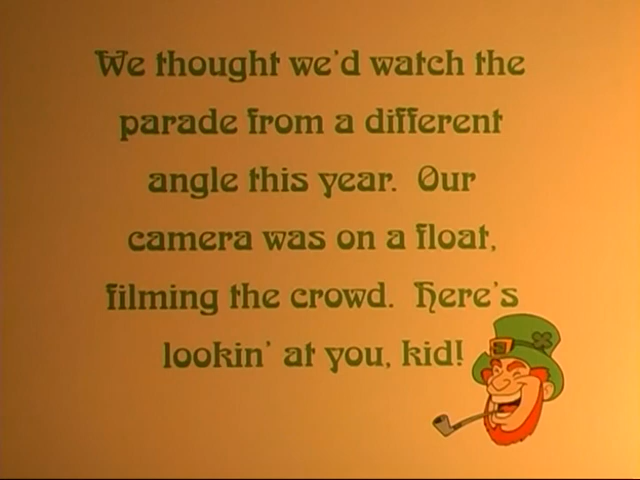 We thought we'd watch the
parade from a different
angle this year. Our
camera was on a float,
filming the crowd. Here's
lookin' at you, kid!